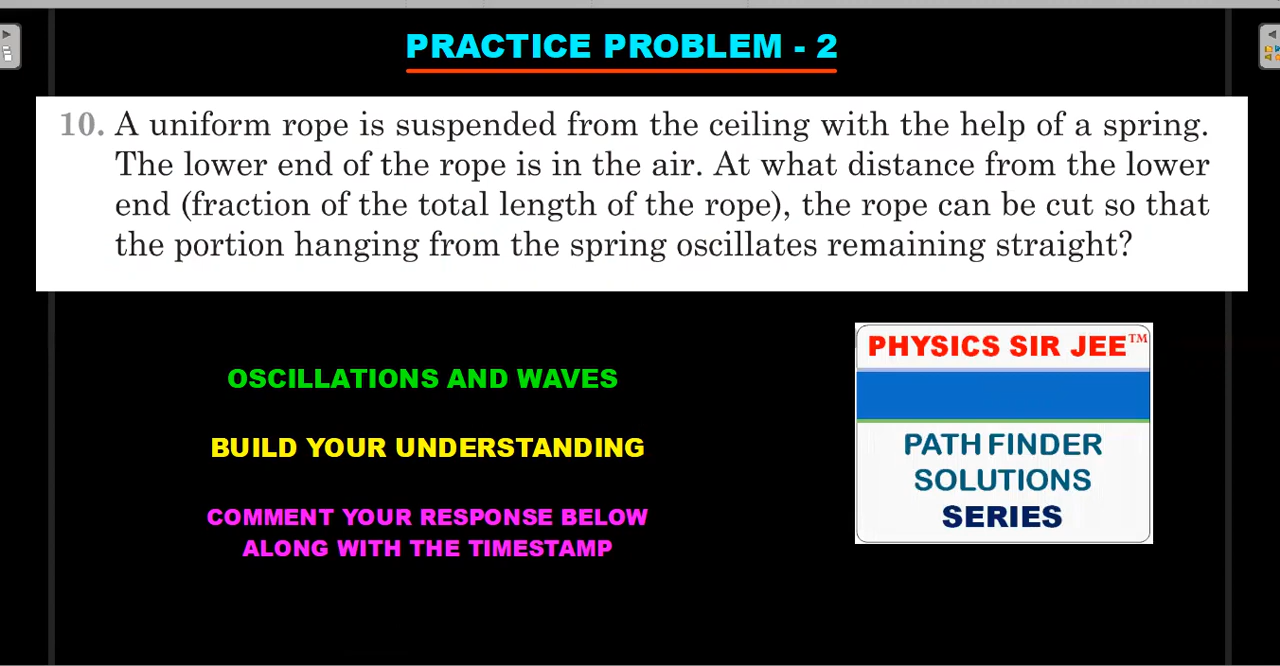 PRACTICE PROBLEM - 2
10. A uniform rope is suspended from the ceiling with the help of a spring.
The lower end of the rope is in the air. At what distance from the lower
end (fraction of the total length of the rope), the rope can be cut so that
the portion hanging from the spring oscillates remaining straight?
OSCILLATIONS AND WAVES
BUILD YOUR UNDERSTANDING
COMMENT YOUR RESPONSE BELOW
ALONG WITH THE TIMESTAMP
PHYSICS SIR JEE™
PATH FINDER
SOLUTIONS
SERIES